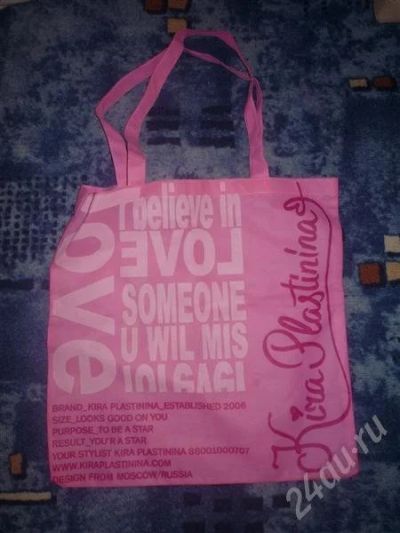 love
I believe in
LOVE
SOMEONE
U WIL MIS
Kira Plastinina
BRAND_KIRA PLASTININA_ESTABLISHED 2006
SIZE_LOOKS GOOD ON YOU
PURPOSE_TO BE A STAR
RESULT_YOU'R A STAR
YOUR STYLIST KIRA PLASTININA 88001000707
WWW.KIRAPLASTININA.COM
DESIGN FROM MOSCOW/RUSSIA
24au.ru